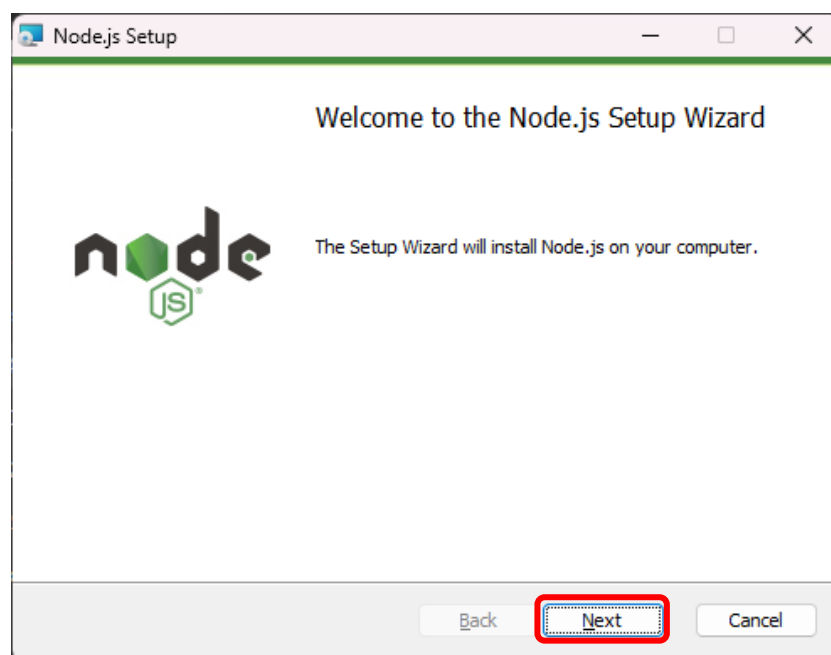 Node.js Setup
Welcome to the Node.js Setup Wizard
The Setup Wizard will install Node.js on your computer.
node
JS
Back
Next
Cancel